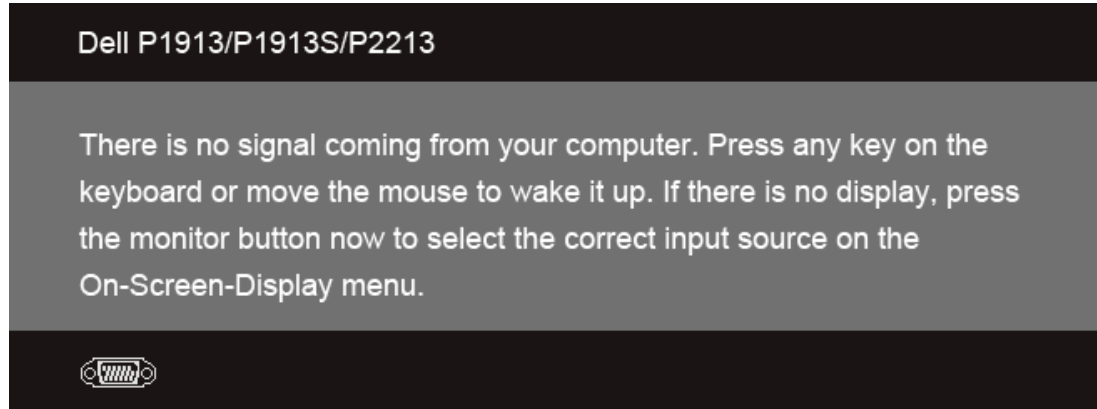 Dell P1913/P1913S/P2213
There is no signal coming from your computer. Press any key on the
keyboard or move the mouse to wake it up. If there is no display, press
the monitor button now to select the correct input source on the
On-Screen-Display menu.